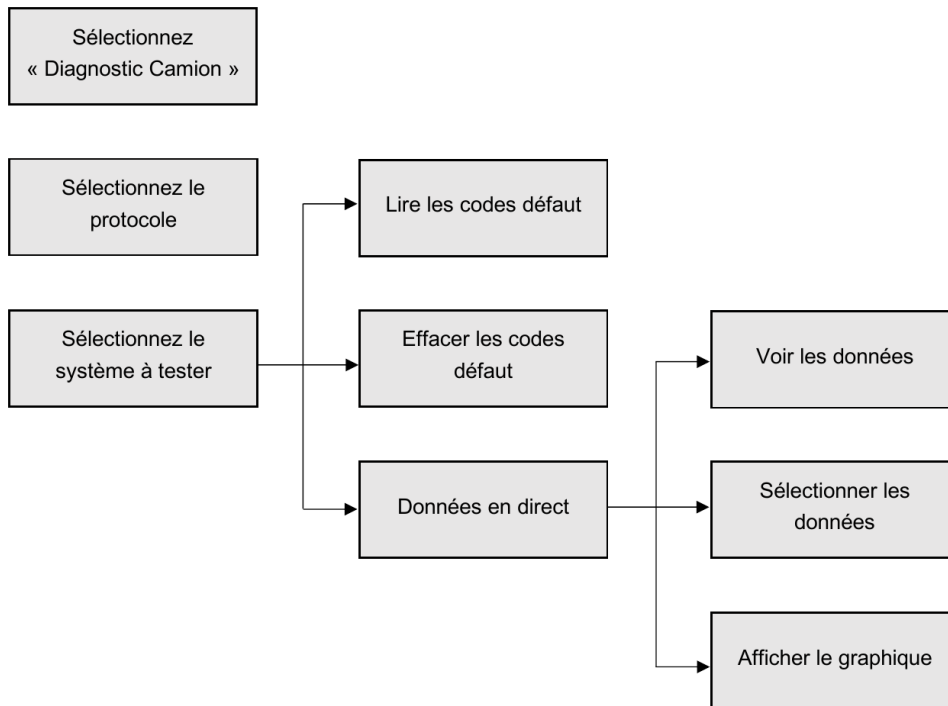 Sélectionnez
« Diagnostic Camion »
Sélectionnez le
protocole
Lire les codes défaut
Sélectionnez le
système à tester
Effacer les codes
défaut
Voir les données
Données en direct
Sélectionner les
données
Afficher le graphique